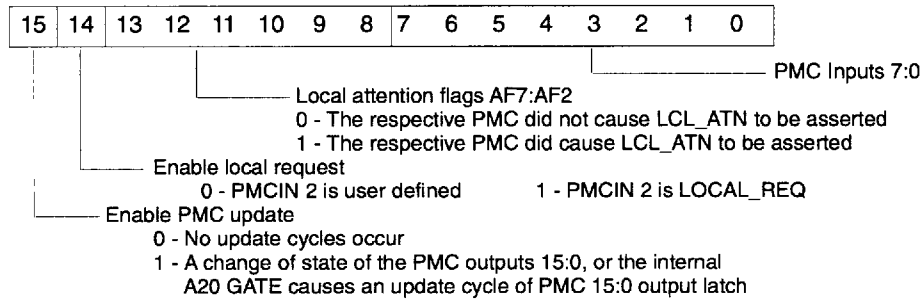 15 14 13 12 11 10 9 8 7 6 5 4 3 2 1 0
PMC Inputs 7:0
Local attention flags AF7:AF2
0 - The respective PMC did not cause LCL_ATN to be asserted
1 - The respective PMC did cause LCL_ATN to be asserted
Enable local request
0 - PMCIN 2 is user defined 1 - PMCIN 2 is LOCAL_REQ
Enable PMC update
0 - No update cycles occur
1 - A change of state of the PMC outputs 15:0, or the internal
A20 GATE causes an update cycle of PMC 15:0 output latch